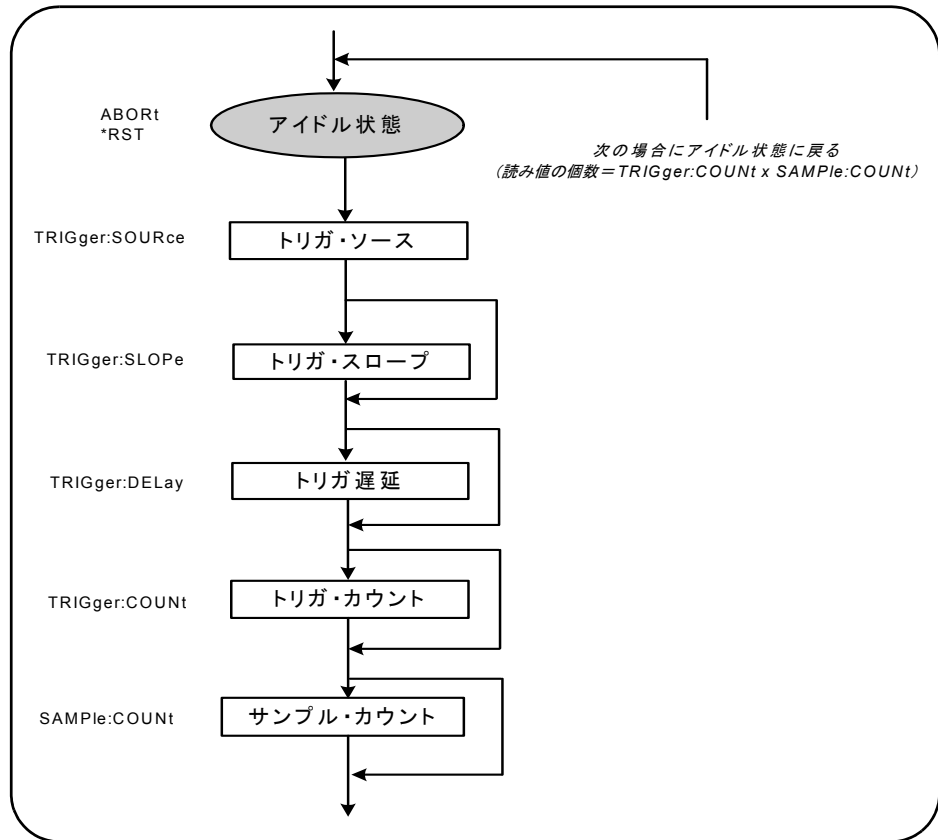 ABORt
*RST
アイドル状態
次の場合にアイドル状態に戻る
(読み値の個数＝TRIGger:COUNt x SAMPle:COUNt)
TRIGger:SOURce
トリガ・ソース
TRIGger:SLOPe
トリガ・スロープ
TRIGger:DELay
トリガ遅延
TRIGger:COUNt
トリガ・カウント
SAMPle:COUNt
サンプル・カウント